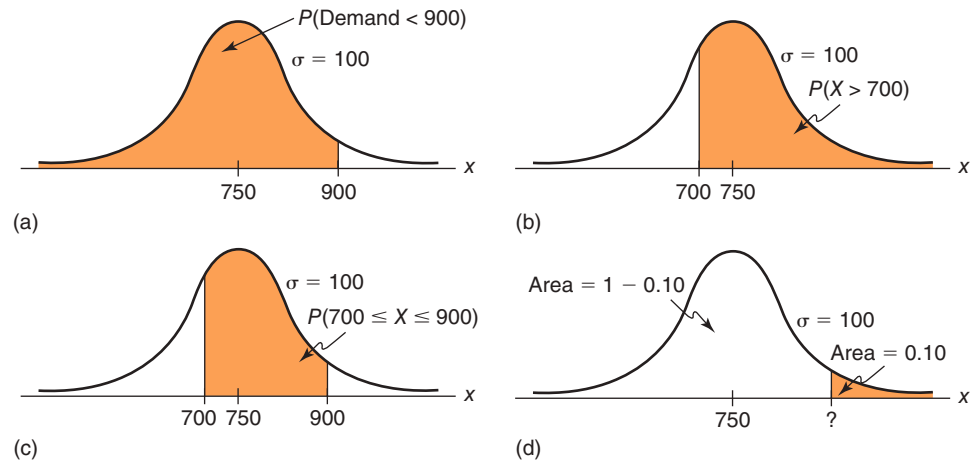 P(Demand < 900)
σ = 100
x
750
900
(a)
σ = 100
P(X > 700)
x
700 750
(b)
σ = 100
P(700 ≤ X ≤ 900)
x
700
750
900
(c)
Area = 1 − 0.10
σ = 100
Area = 0.10
x
750
?
(d)